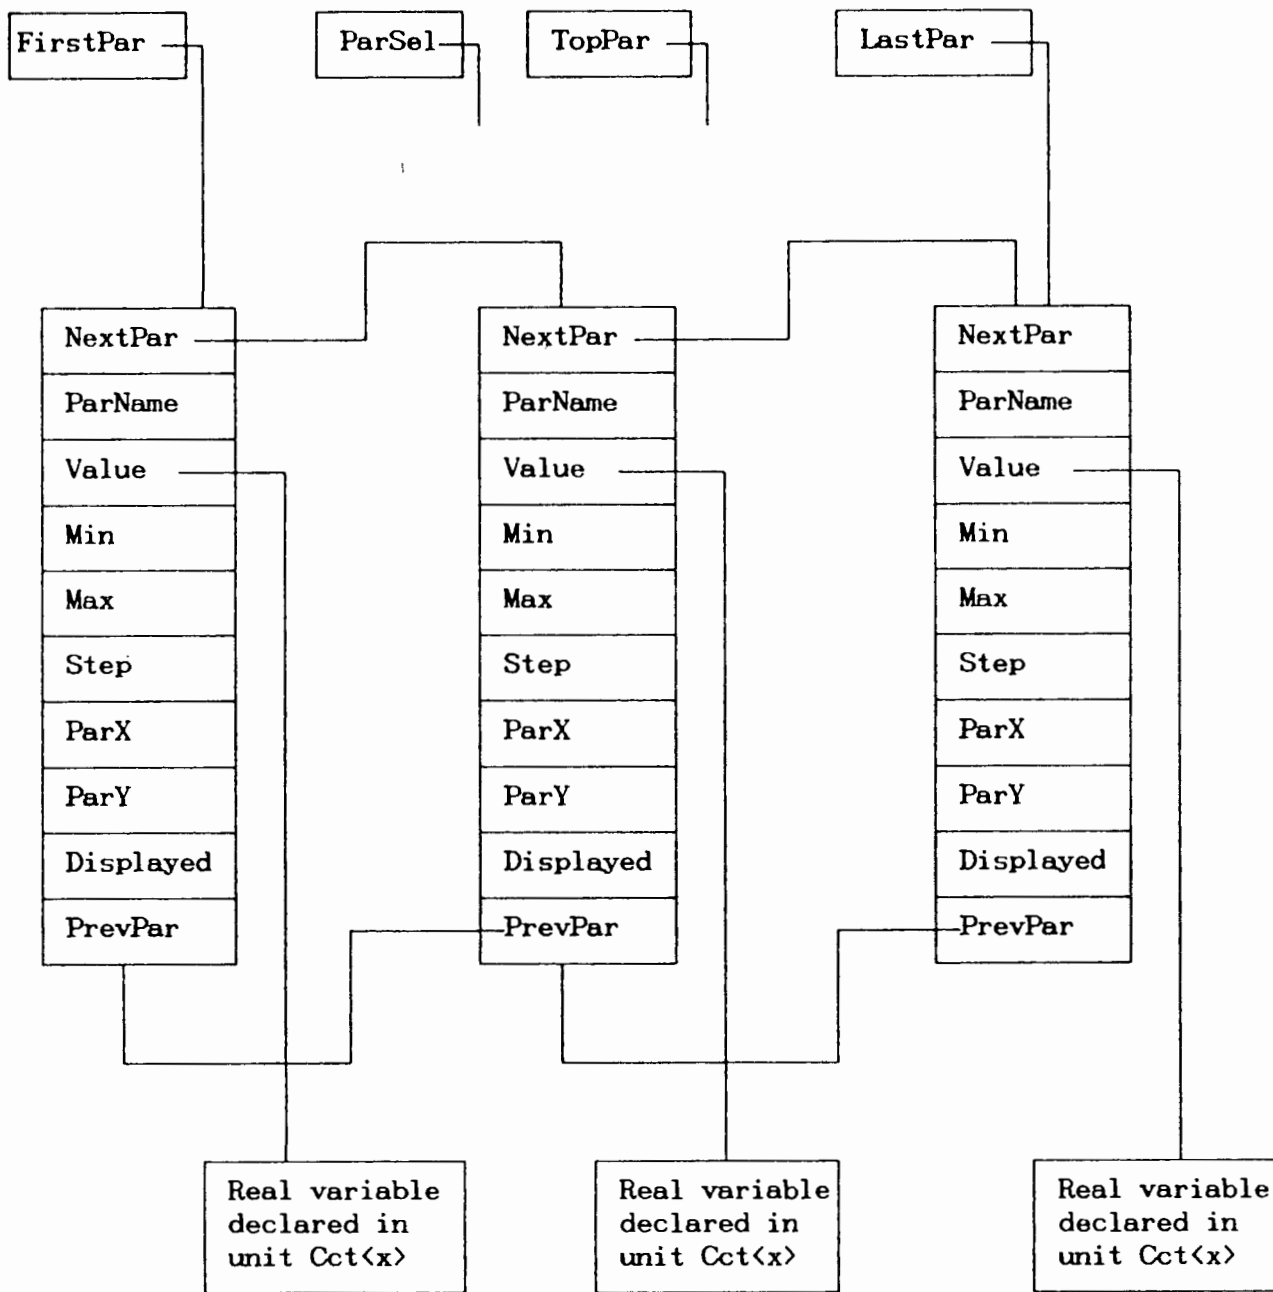 FirstPar
ParSel
TopPar
LastPar
NextPar
ParName
Value
Min
Max
Step
ParX
ParY
Displayed
PrevPar
NextPar
ParName
Value
Min
Max
Step
ParX
ParY
Displayed
PrevPar
NextPar
ParName
Value
Min
Max
Step
ParX
ParY
Displayed
PrevPar
Real variable
declared in
unit Cct<x>
Real variable
declared in
unit Cct<x>
Real variable
declared in
unit Cct<x>